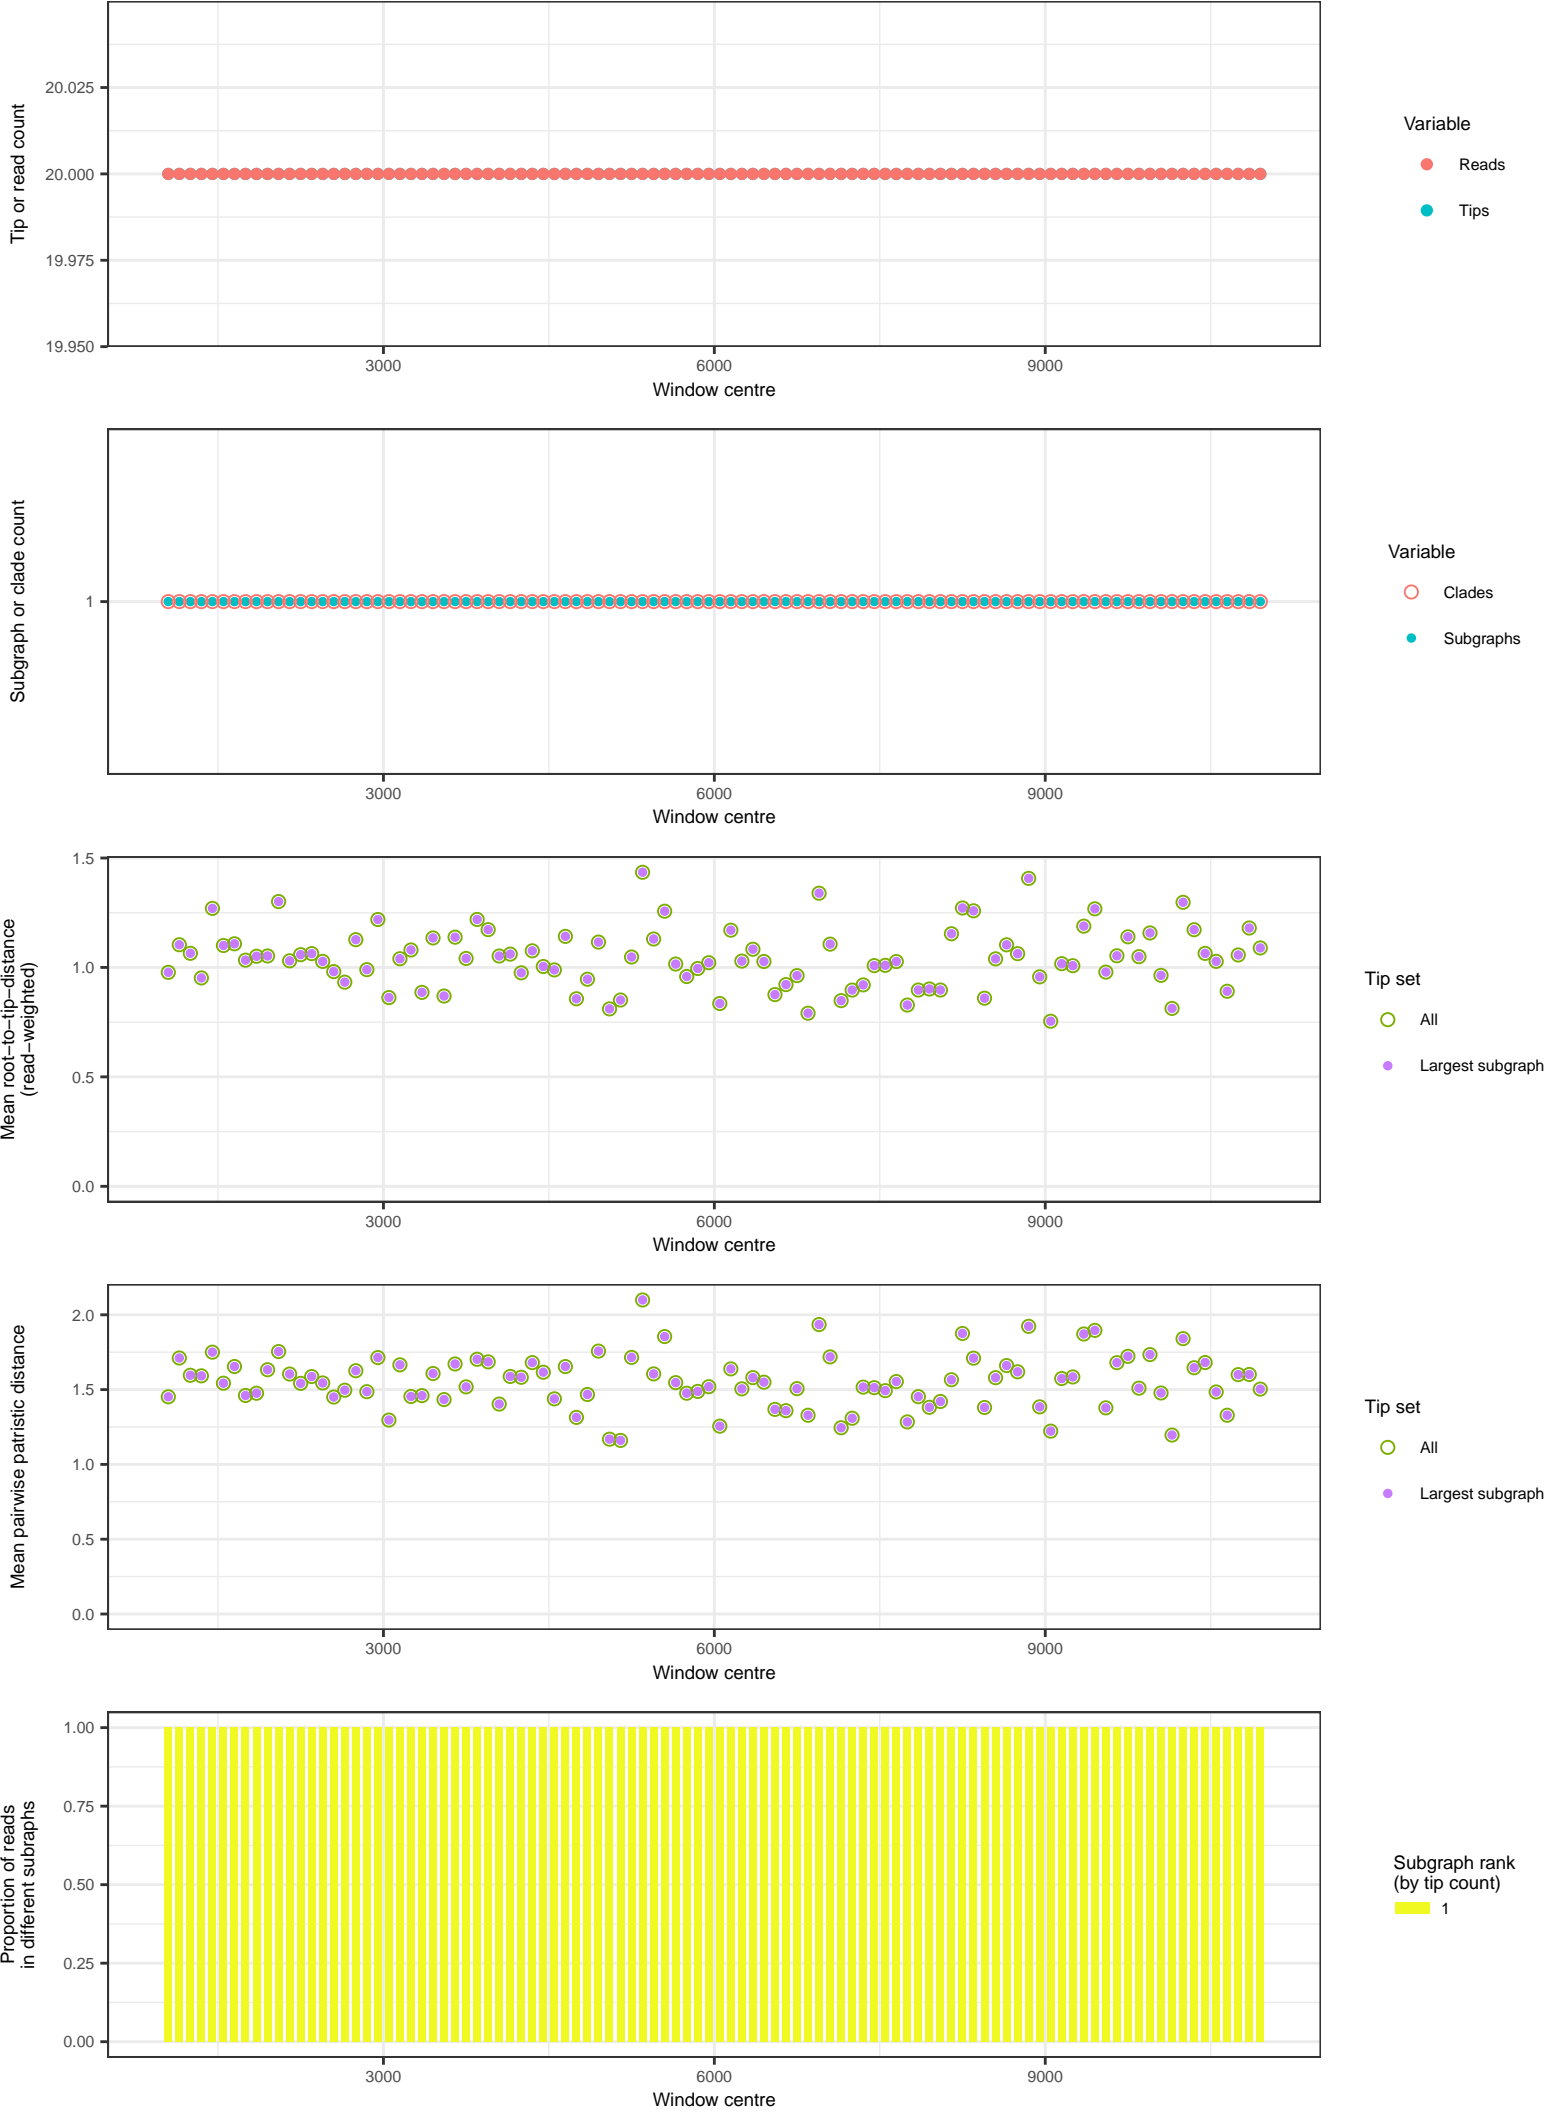 Tip or read count
20.025
20.000
19.975
19.950
3000
6000
9000
Window centre
Variable
Reads
Tips
Subgraph or clade count
1
3000
6000
9000
Window centre
Variable
Clades
Subgraphs
Mean root−to−tip−distance
(read−weighted)
1.5
1.0
0.5
0.0
3000
6000
9000
Window centre
Tip set
All
Largest subgraph
Mean pairwise patristic distance
2.0
1.5
1.0
0.5
0.0
3000
6000
9000
Window centre
Tip set
All
Largest subgraph
Proportion of reads
in different subraphs
1.00
0.75
0.50
0.25
0.00
3000
6000
9000
Window centre
Subgraph rank
(by tip count)
1